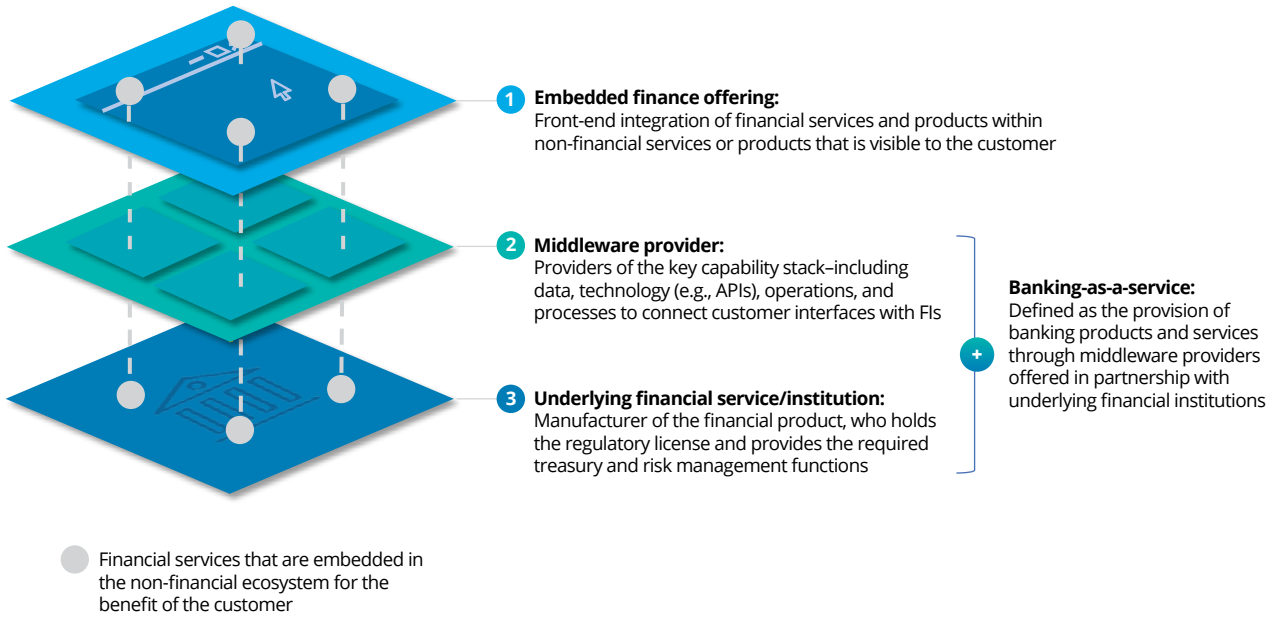 1
Embedded finance offering:
Front-end integration of financial services and products within
non-financial services or products that is visible to the customer
2
Middleware provider:
Providers of the key capability stack–including
data, technology (e.g., APIs), operations, and
processes to connect customer interfaces with FIs
3
Underlying financial service/institution:
Manufacturer of the financial product, who holds
the regulatory license and provides the required
treasury and risk management functions
+
Banking-as-a-service:
Defined as the provision of
banking products and services
through middleware providers
offered in partnership with
underlying financial institutions
Financial services that are embedded in
the non-financial ecosystem for the
benefit of the customer